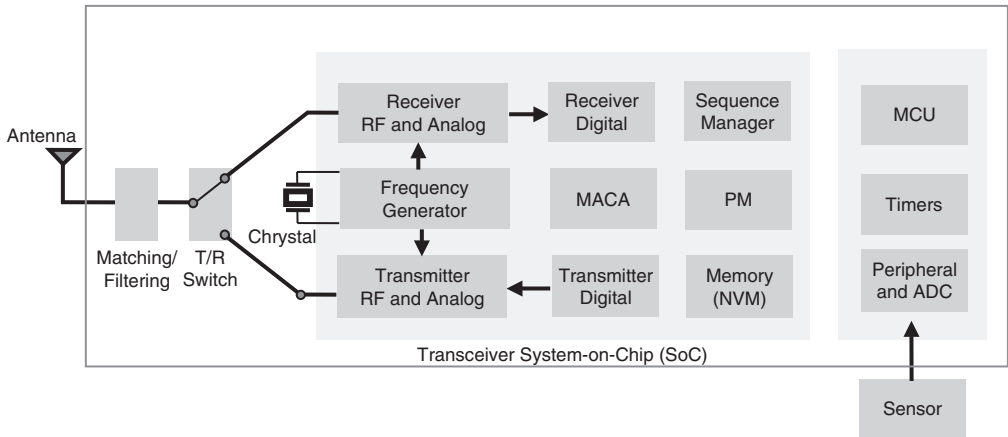 Antenna
Matching/
Filtering
T/R
Switch
Chrystal
Receiver
RF and Analog
Receiver
Digital
Sequence
Manager
Frequency
Generator
MACA
PM
Transmitter
RF and Analog
Transmitter
Digital
Memory
(NVM)
MCU
Timers
Peripheral
and ADC
Transceiver System-on-Chip (SoC)
Sensor